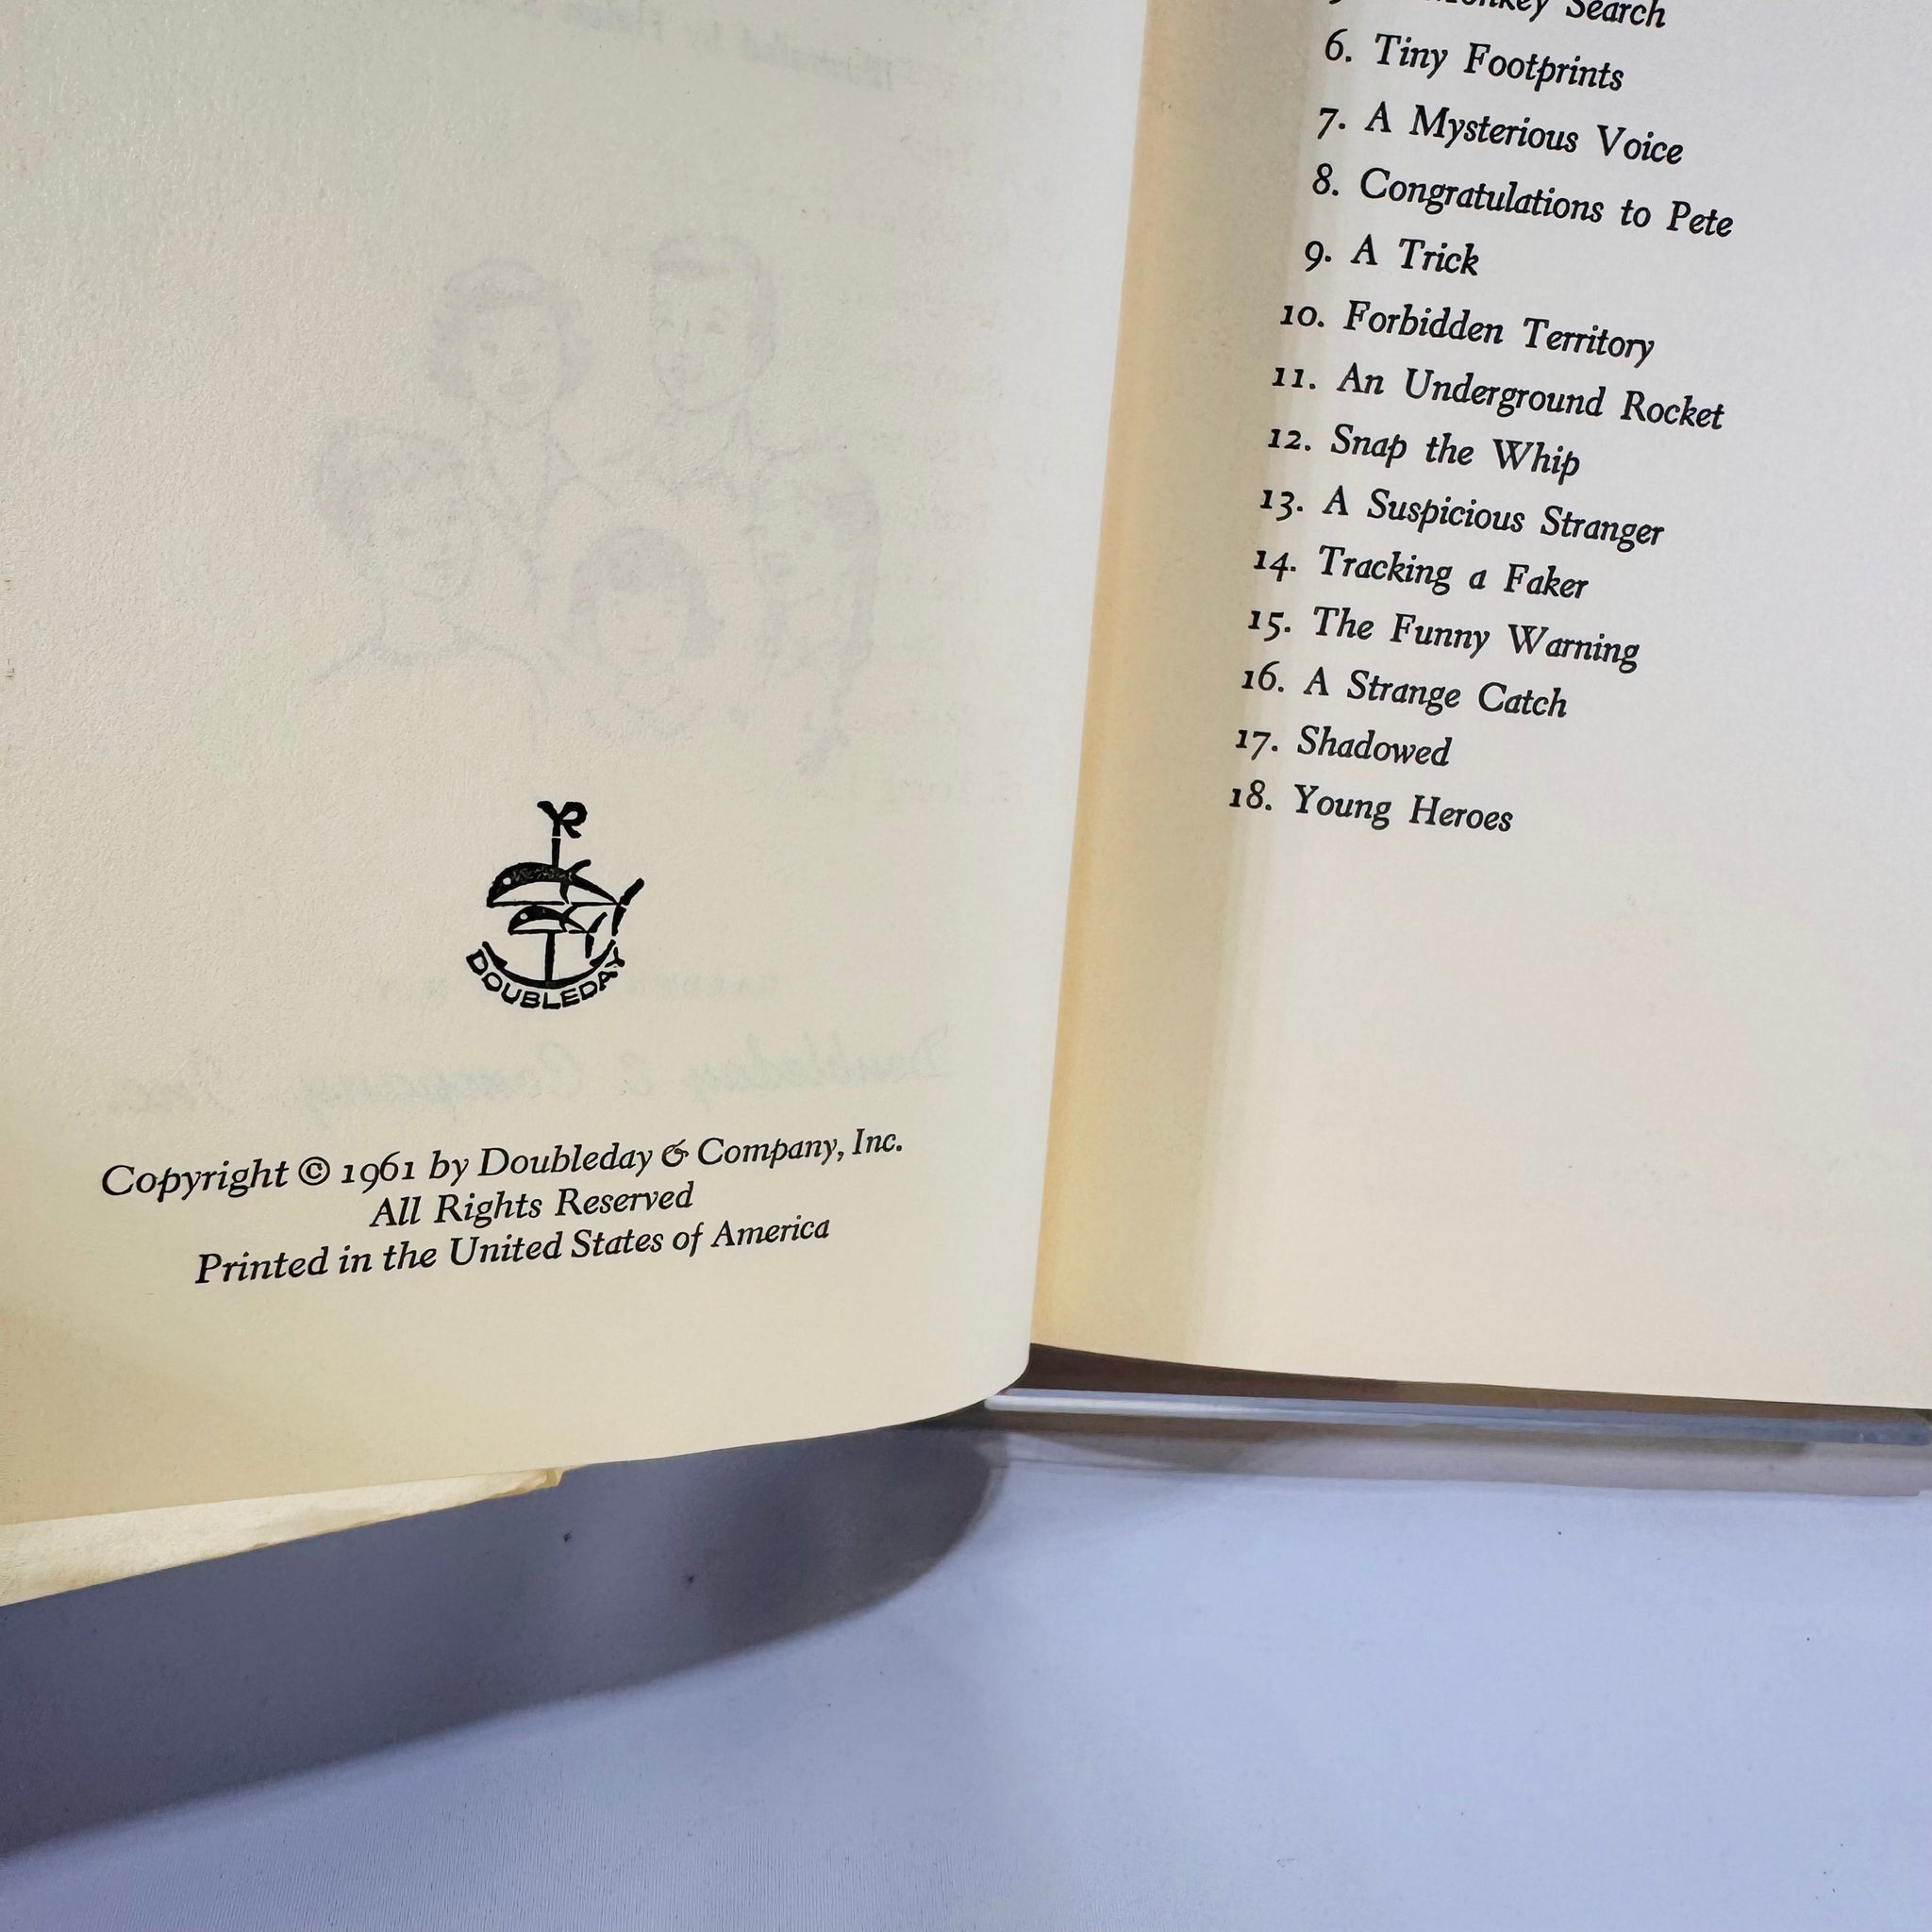 YR
DOUBLEDAY
Copyright © 1961 by Doubleday & Company, Inc.
All Rights Reserved
Printed in the United States of America
Search
6. Tiny Footprints
7. A Mysterious Voice
8. Congratulations to Pete
9. A Trick
10. Forbidden Territory
11. An Underground Rocket
12. Snap the Whip
13. A Suspicious Stranger
14. Tracking a Faker
15. The Funny Warning
16. A Strange Catch
17. Shadowed
18. Young Heroes